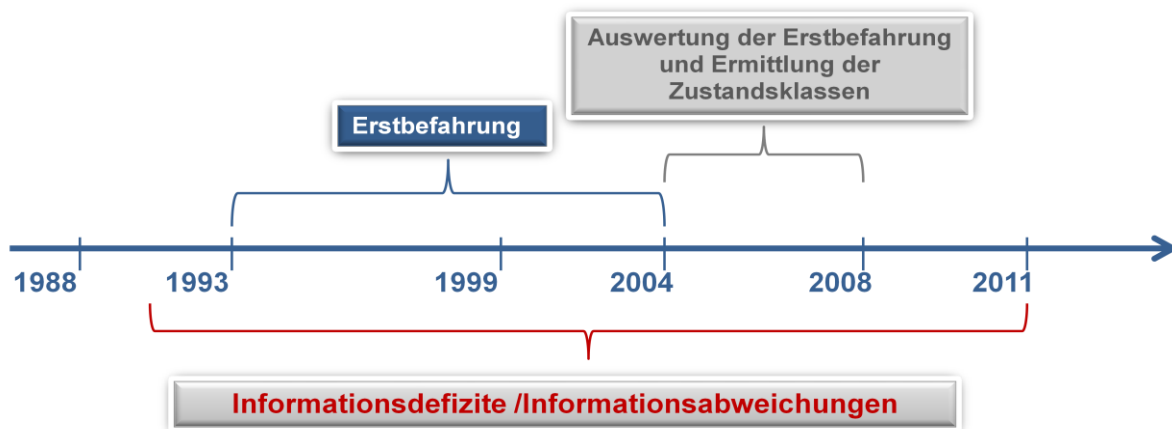 Auswertung der Erstbefahrung
und Ermittlung der
Zustandsklassen
Erstbefahrung
1988 1993 1999 2004 2008 2011
Informationsdefizite /Informationsabweichungen